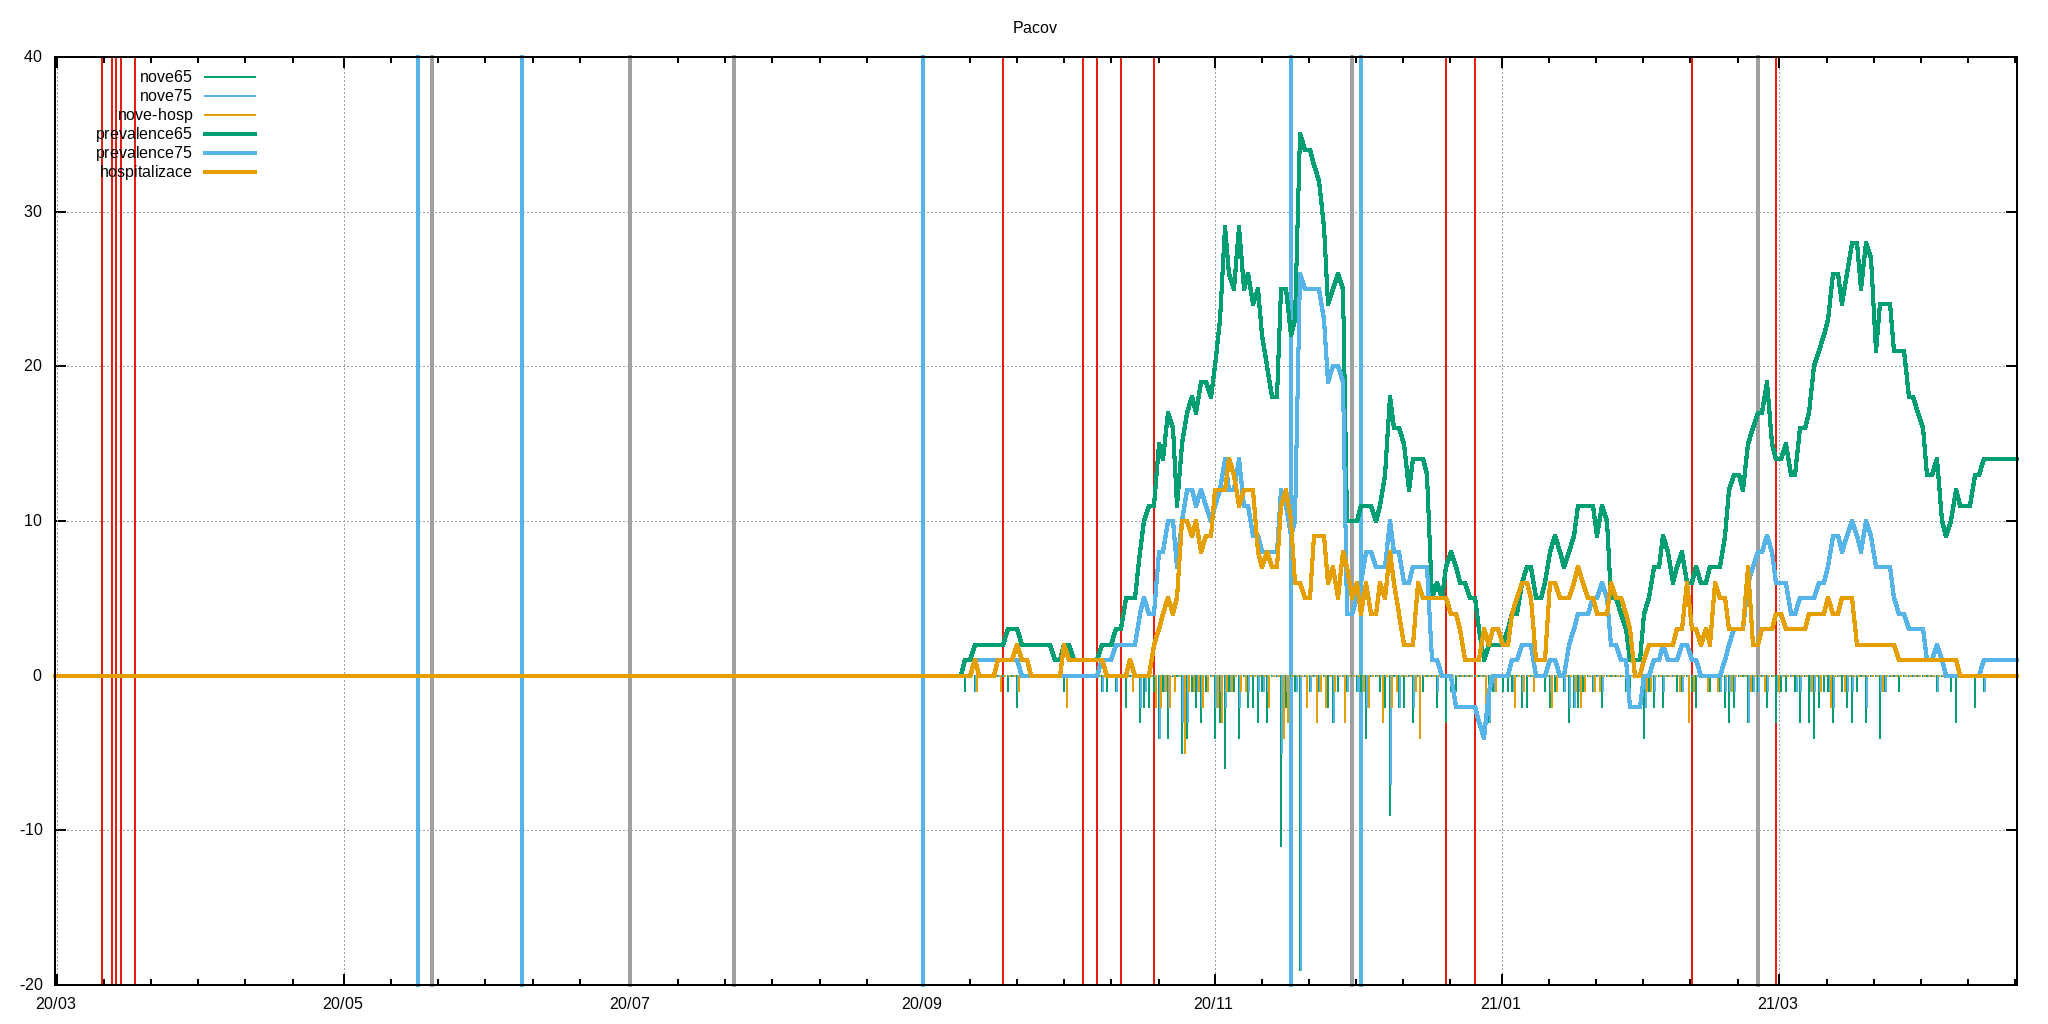 Pacov
40
nove65
nove75
nove-hosp
prevalence65
prevalence75
hospitalizace
30
20
10
0
-10
-20
20/03 20/05 20/07 20/09 20/11 21/01 21/03